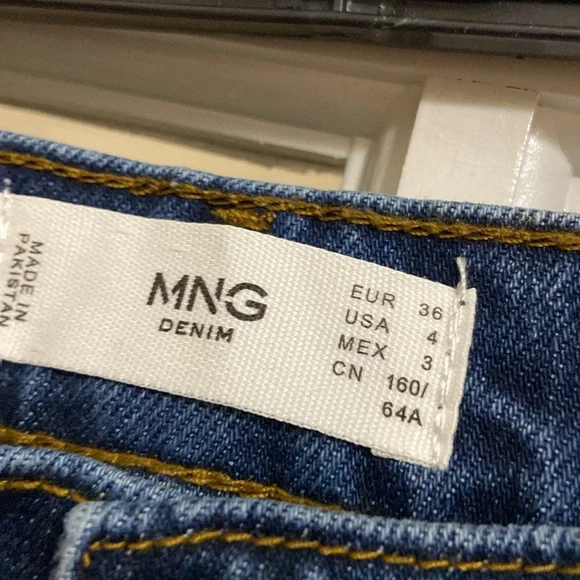 MADE IN
PAKISTAN
MNG
DENIM
EUR 36
USA 4
MEX 3
CN 160/
64A